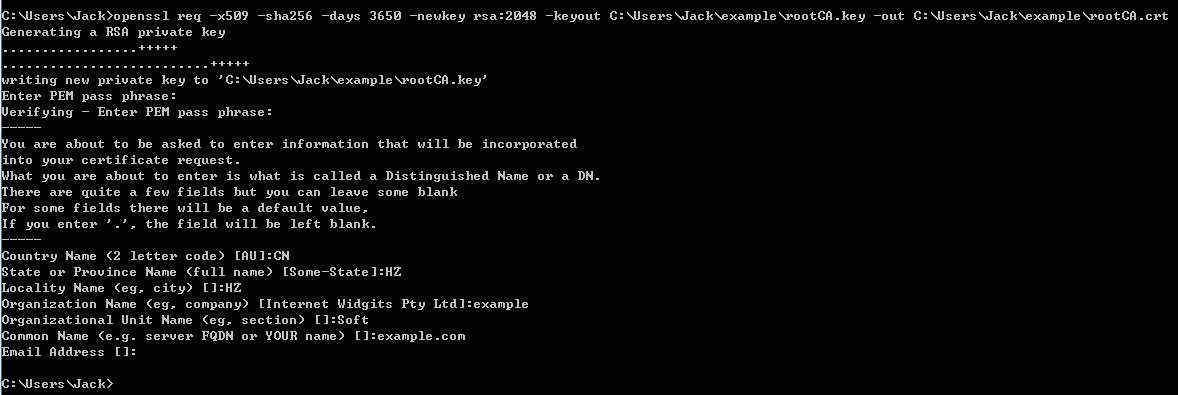 C:\Users\Jack>openssl req -x509 -sha256 -days 3650 -newkey rsa:2048 -keyout C:\Users\Jack\example\rootCA.key -out C:\Users\Jack\example\rootCA.crt
Generating a RSA private key
.................+++++
..........................+++++
writing new private key to 'C:\Users\Jack\example\rootCA.key'
Enter PEM pass phrase:
Verifying - Enter PEM pass phrase:
-----
You are about to be asked to enter information that will be incorporated
into your certificate request.
What you are about to enter is what is called a Distinguished Name or a DN.
There are quite a few fields but you can leave some blank
For some fields there will be a default value,
If you enter '.', the field will be left blank.
-----
Country Name (2 letter code) [AU]:CN
State or Province Name (full name) [Some-State]:HZ
Locality Name (eg, city) []:HZ
Organization Name (eg, company) [Internet Widgits Pty Ltd]:example
Organizational Unit Name (eg, section) []:Soft
Common Name (e.g. server FQDN or YOUR name) []:example.com
Email Address []:
C:\Users\Jack>